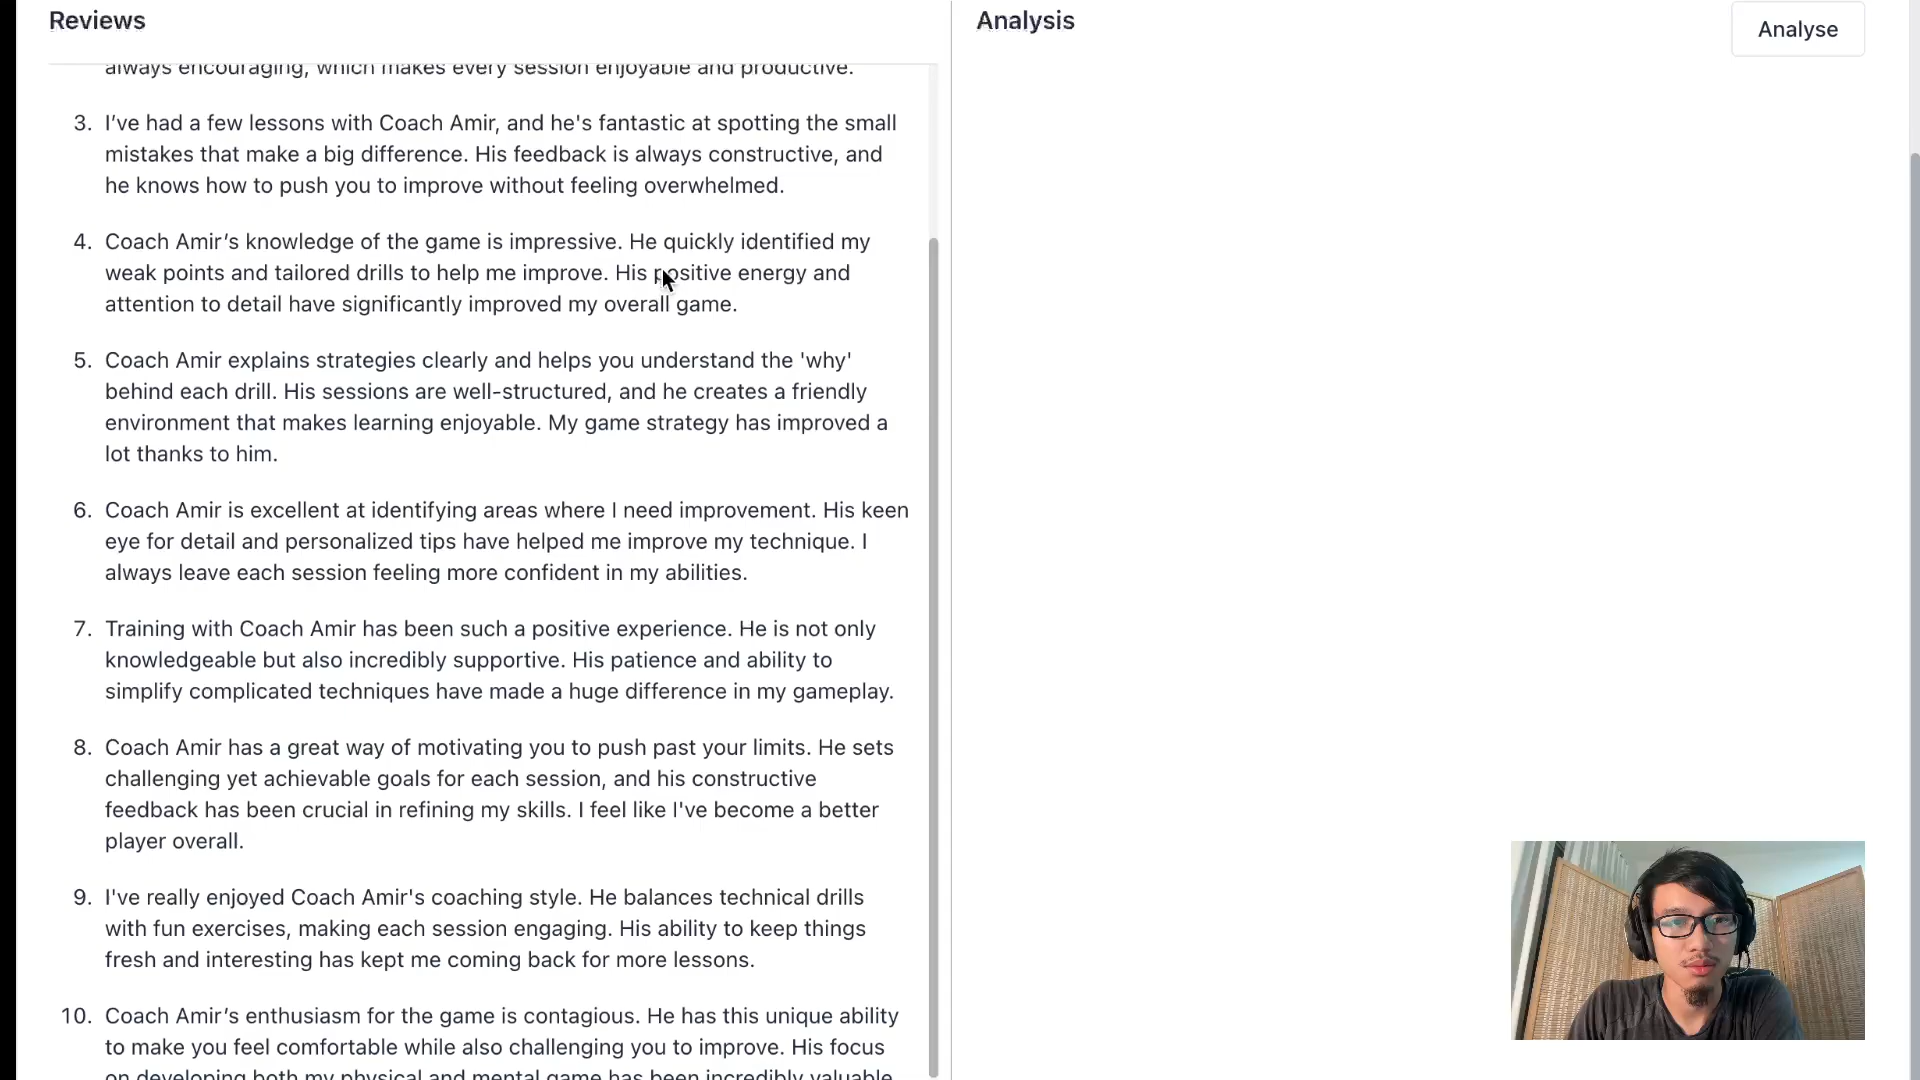 Reviews
always encouraging, which makes every session enjoyable and productive.
3. I’ve had a few lessons with Coach Amir, and he's fantastic at spotting the small
mistakes that make a big difference. His feedback is always constructive, and
he knows how to push you to improve without feeling overwhelmed.
4. Coach Amir’s knowledge of the game is impressive. He quickly identified my
weak points and tailored drills to help me improve. His positive energy and
attention to detail have significantly improved my overall game.
5. Coach Amir explains strategies clearly and helps you understand the 'why'
behind each drill. His sessions are well-structured, and he creates a friendly
environment that makes learning enjoyable. My game strategy has improved a
lot thanks to him.
6. Coach Amir is excellent at identifying areas where I need improvement. His keen
eye for detail and personalized tips have helped me improve my technique. I
always leave each session feeling more confident in my abilities.
7. Training with Coach Amir has been such a positive experience. He is not only
knowledgeable but also incredibly supportive. His patience and ability to
simplify complicated techniques have made a huge difference in my gameplay.
8. Coach Amir has a great way of motivating you to push past your limits. He sets
challenging yet achievable goals for each session, and his constructive
feedback has been crucial in refining my skills. I feel like I've become a better
player overall.
9. I've really enjoyed Coach Amir's coaching style. He balances technical drills
with fun exercises, making each session engaging. His ability to keep things
fresh and interesting has kept me coming back for more lessons.
10. Coach Amir’s enthusiasm for the game is contagious. He has this unique ability
to make you feel comfortable while also challenging you to improve. His focus
on developing both my physical and mental game has been incredibly valuable
Analysis
Analyse